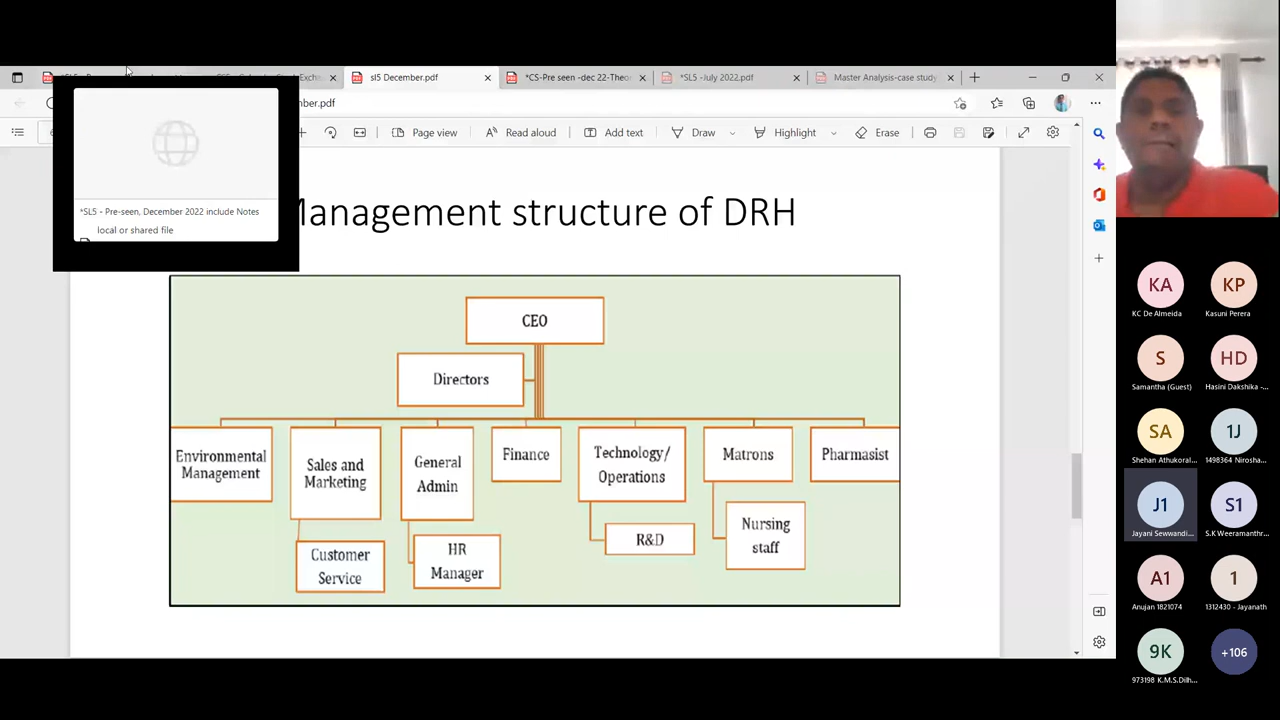 sl5 December.pdf
*CS-Pre seen -dec 22-Theo
*SL5 -July 2022.pdf
Master Analysis-case study
mber.pdf
Page view
Read aloud
Add text
Draw
Highlight
Erase
*SL5 - Pre-seen, December 2022 include Notes
local or shared file
Management structure of DRH
CEO
Directors
Environmental
Management
Sales and
Marketing
General
Admin
Finance
Technology/
Operations
Matrons
Pharmasist
Customer
Service
HR
Manager
R&D
Nursing
staff
KA
KC De Almeida
KP
Kasuni Perera
S
Samantha (Guest)
HD
Hasini Dakshika -...
SA
Shehan Athukoral...
1J
1498364 Nirosha...
J1
Jayani Sewwandi...
S1
S.K Weeramanthr...
A1
Anujan 1821074
1
1312430 - Jayanath
9K
973198 K.M.S.Dilh...
+106